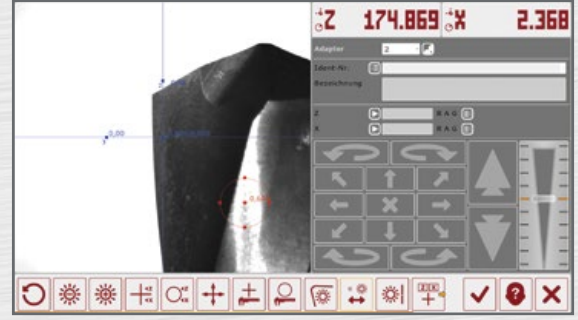 Z 174.869 X 2.368
Adapter 2
Ident-Nr.
Bezeichnung
Z R A G
X R A G
0,00